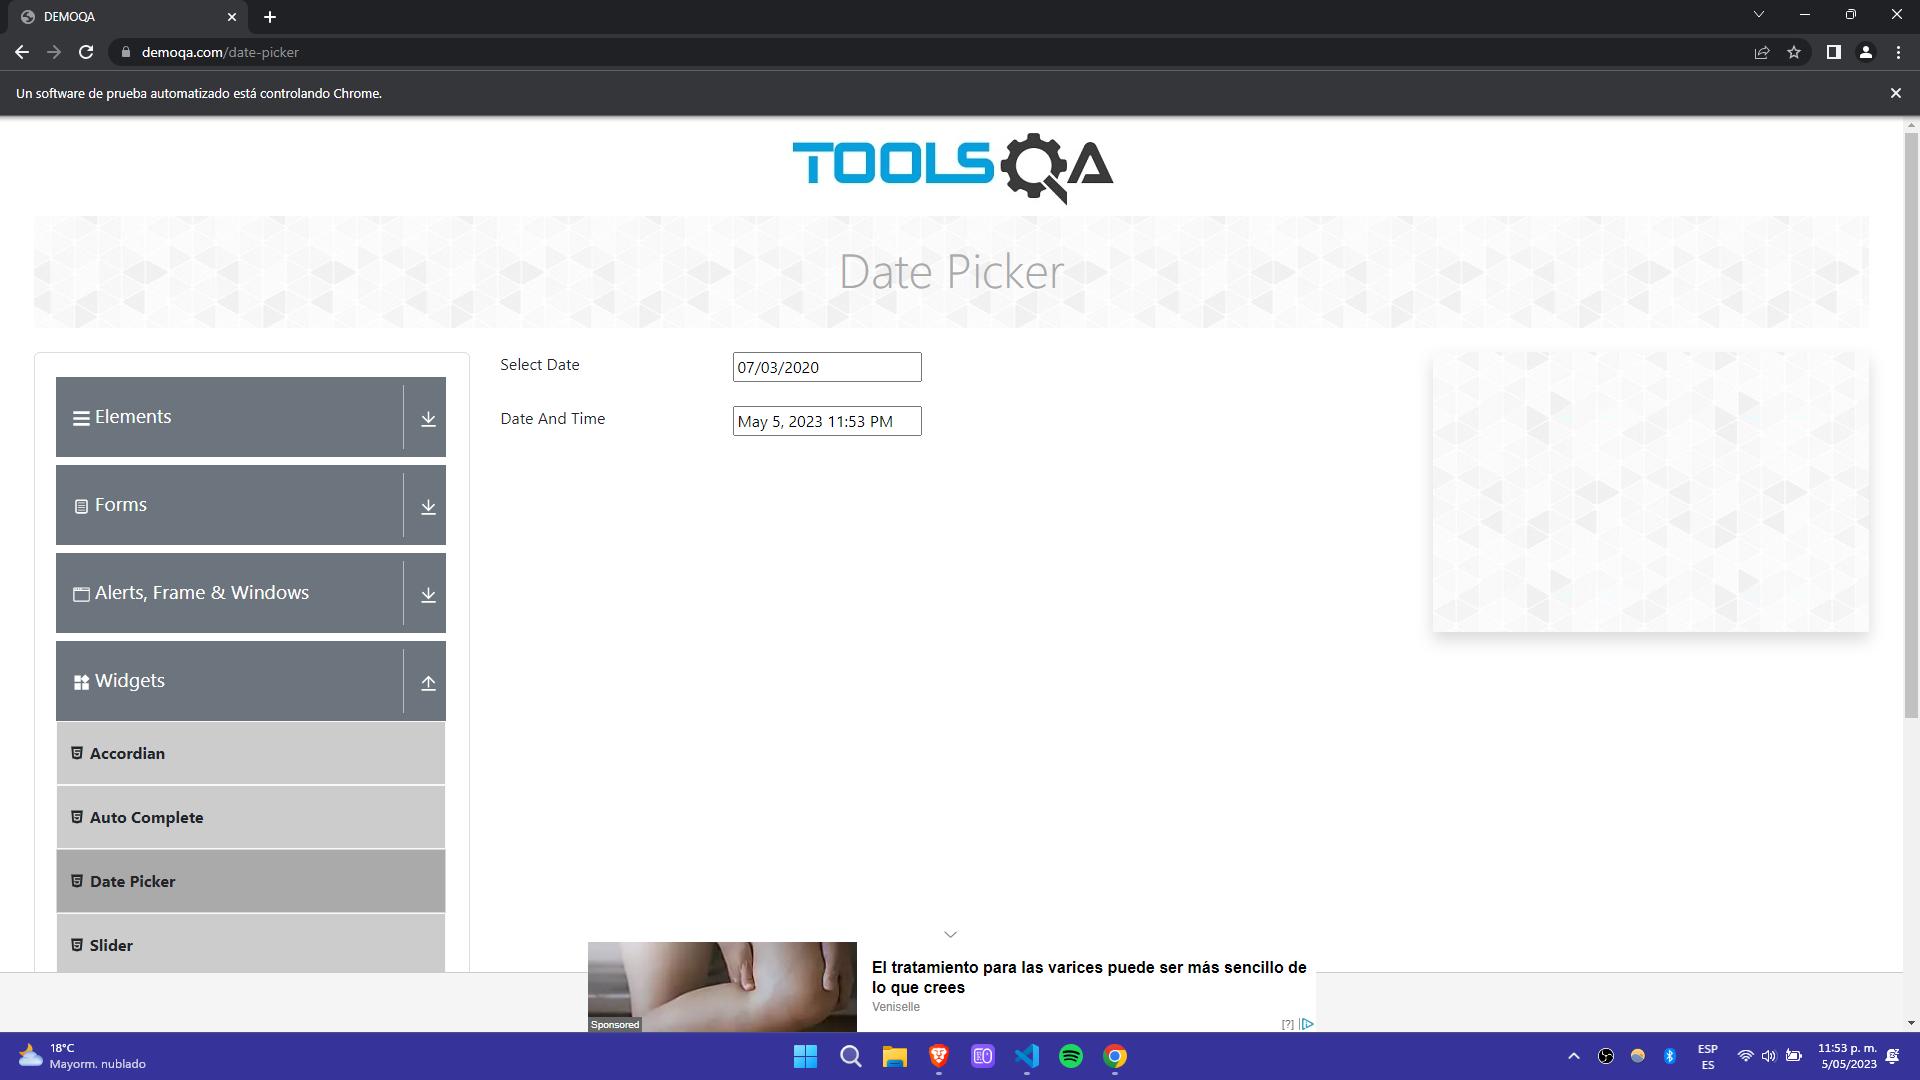 DEMOQA
demoqa.com/date-picker
Un software de prueba automatizado está controlando Chrome.
TOOLSQA
Date Picker
Select Date
07/03/2020
Date And Time
May 5, 2023 11:53 PM
Elements
Forms
Alerts, Frame & Windows
Widgets
Accordian
Auto Complete
Date Picker
Slider
El tratamiento para las varices puede ser más sencillo de
lo que crees
Veniselle
Sponsored
[?]
18°C
Mayorm. nublado
ESP
ES
11:53 p. m.
5/05/2023